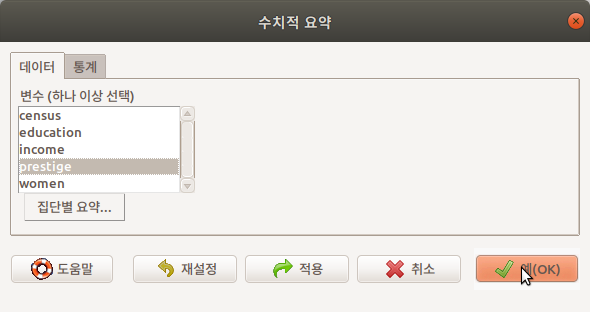 수치적 요약
데이터 통계
변수 (하나 이상 선택)
census
education
income
prestige
women
집단별 요약...
도움말 재설정 적용 취소 예(OK)